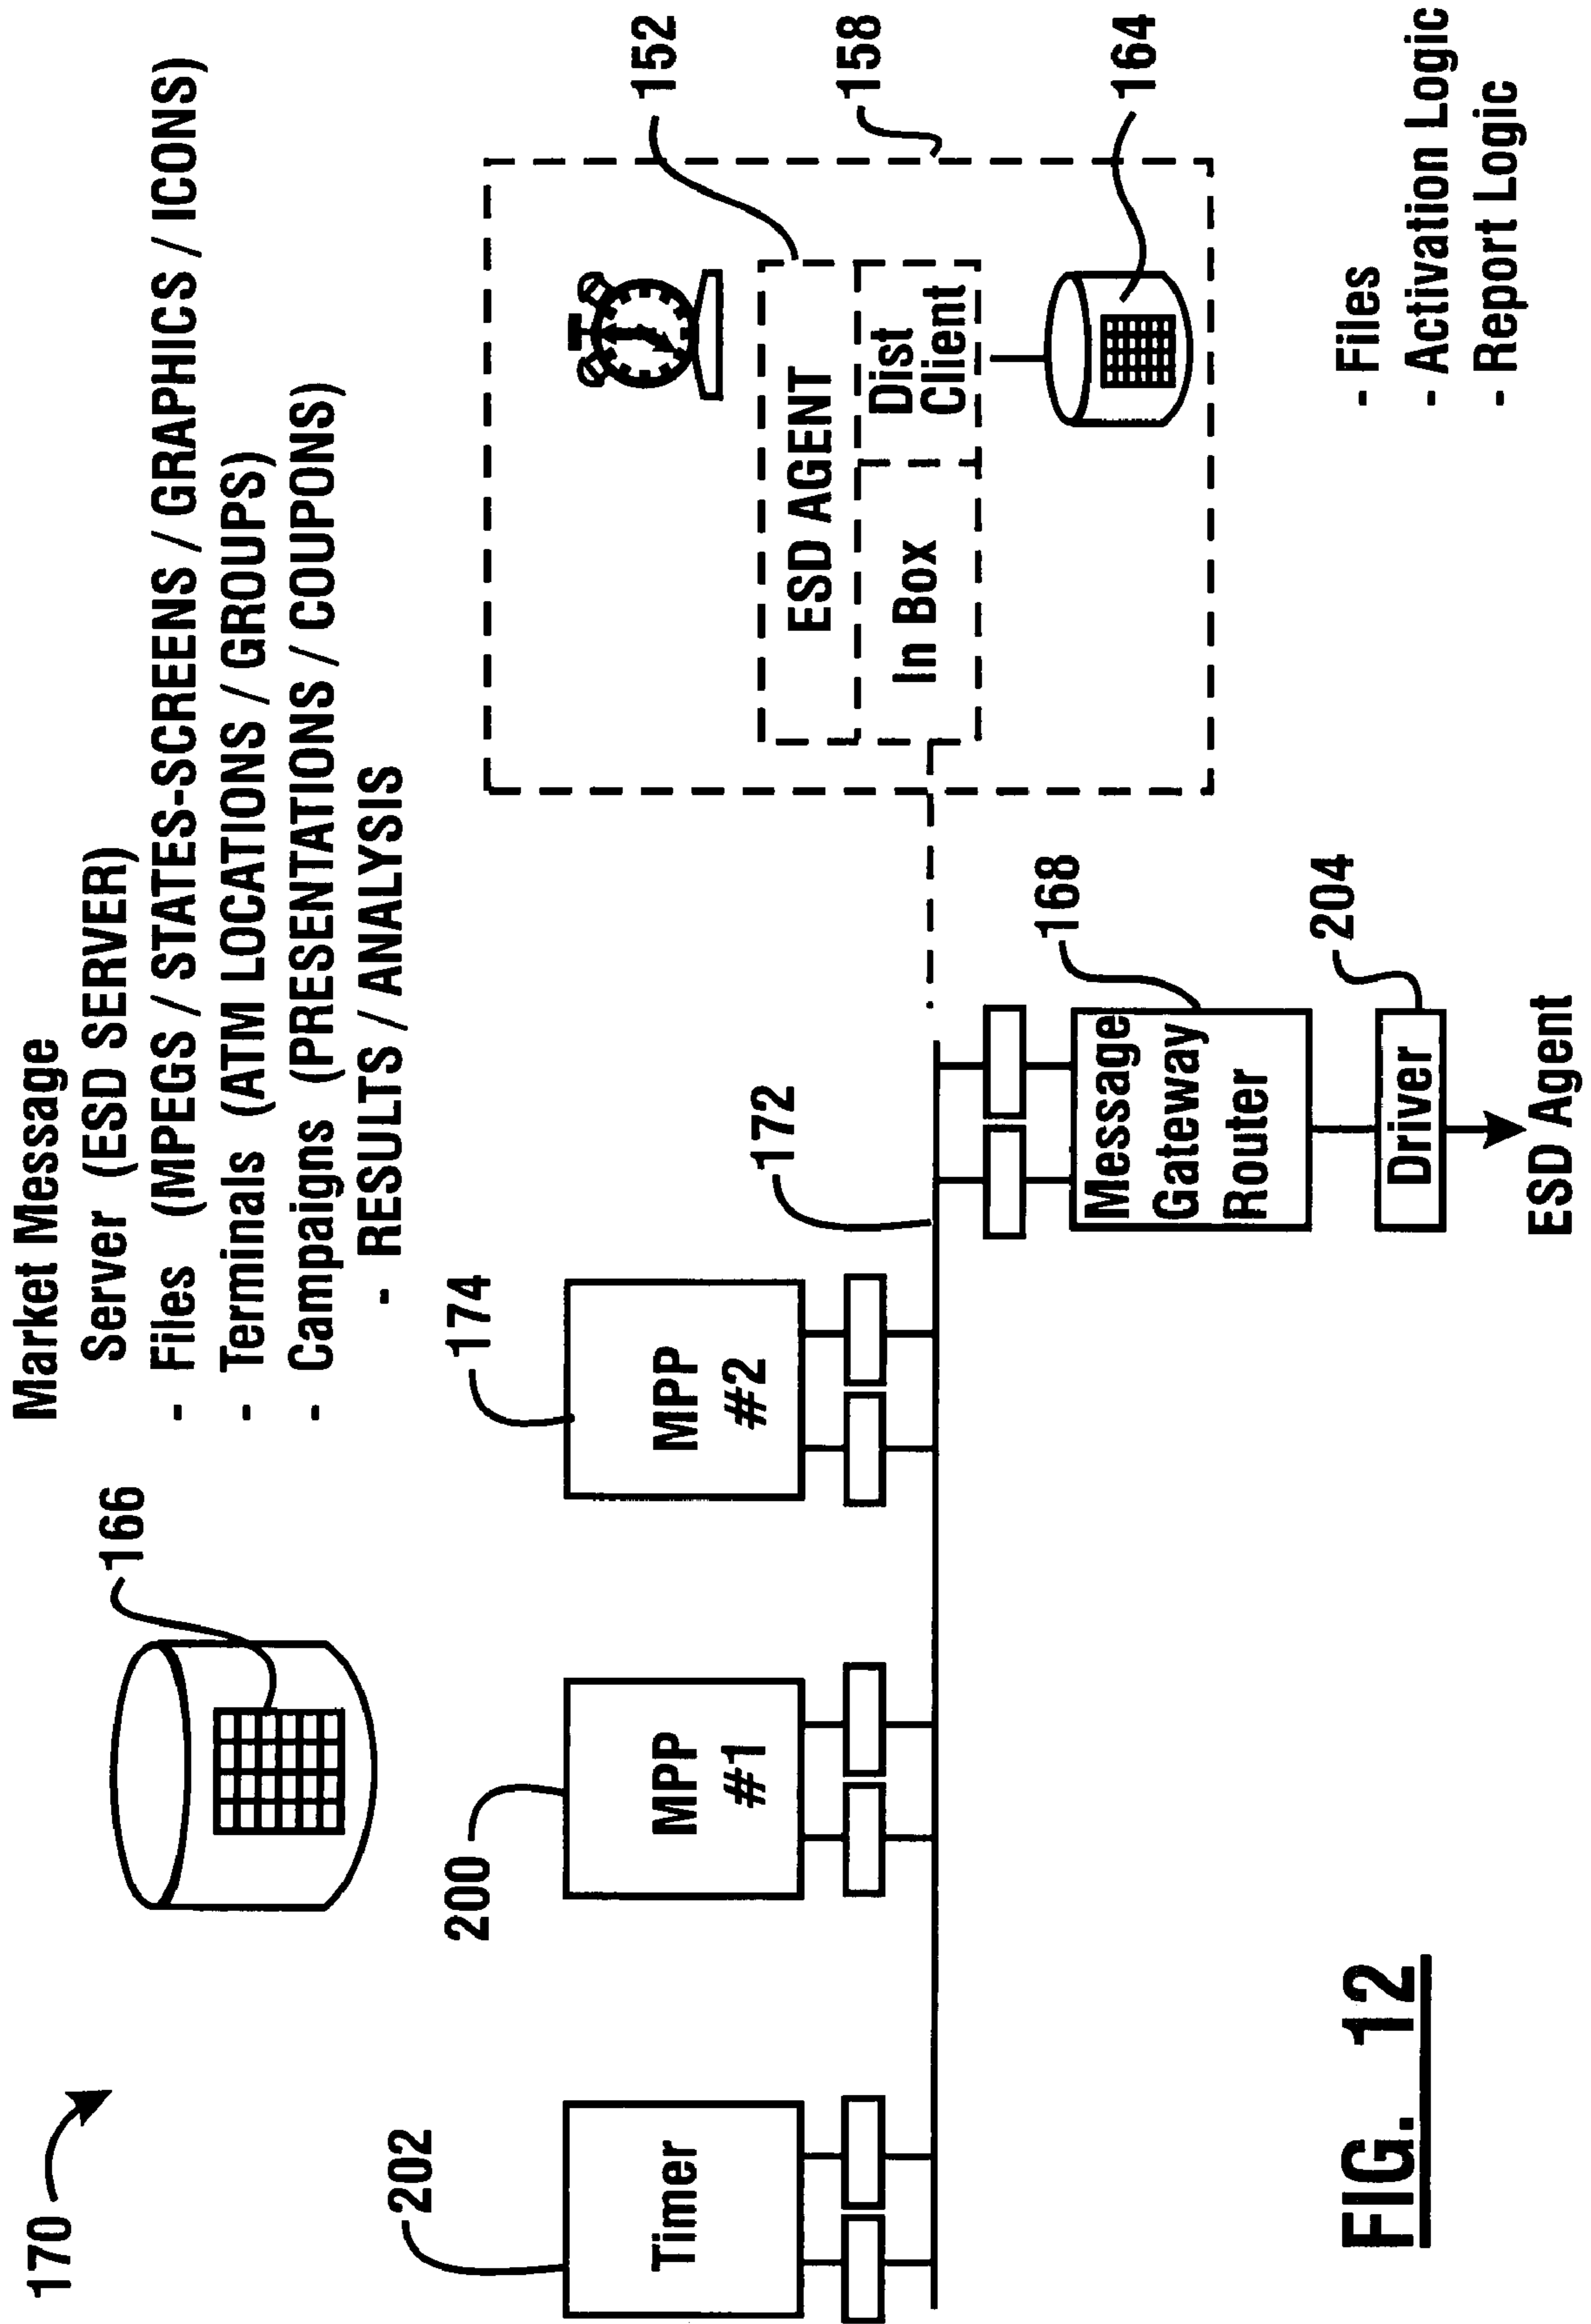 170
166
Market Message
Server (ESD SERVER)
- Files (MPEGS / STATES-SCREENS / GRAPHICS / ICONS)
- Terminals (ATM LOCATIONS / GROUPS)
- Campaigns (PRESENTATIONS / COUPONS)
- RESULTS / ANALYSIS
202
Timer
200
MPP
#1
174
MPP
#2
172
152
158
164
ESD AGENT
In Box
Dist
Client
168
Message
Gateway
Router
204
Driver
ESD Agent
- Files
- Activation Logic
- Report Logic
FIG. 12